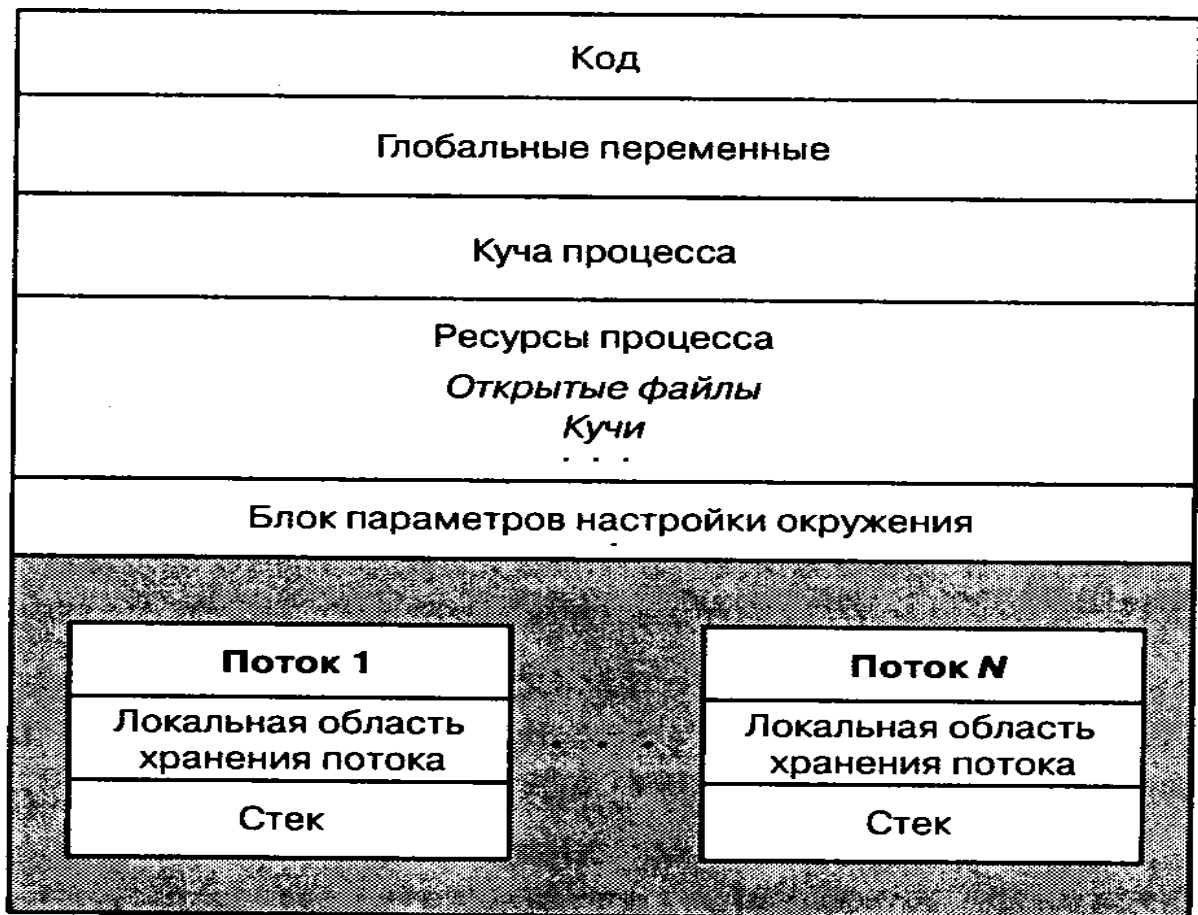 Код
Глобальные переменные
Куча процесса
Ресурсы процесса
Открытые файлы
Кучи
. . .
Блок параметров настройки окружения
Поток 1
Локальная область
хранения потока
Стек
. . .
Поток N
Локальная область
хранения потока
Стек